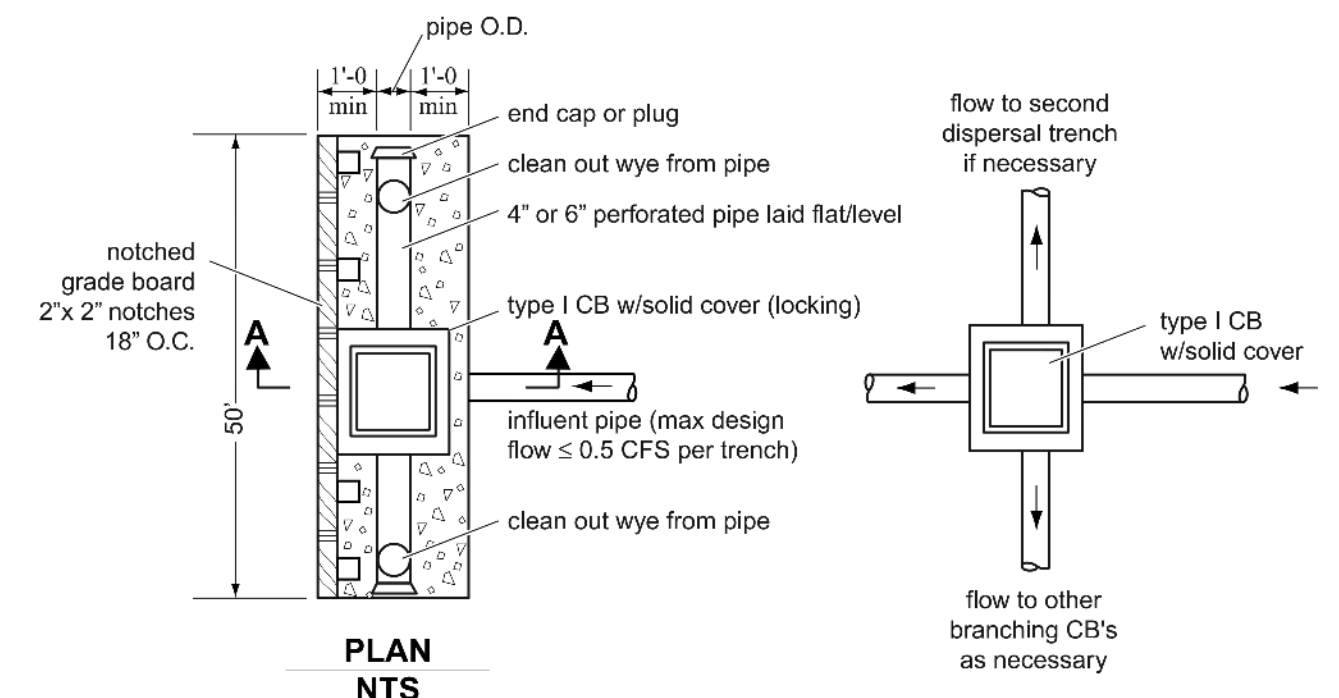 pipe O.D.
1'-0
min
1'-0
min
end cap or plug
clean out wye from pipe
4” or 6” perforated pipe laid flat/level
notched
grade board
2”x 2” notches
18” O.C.
type I CB w/solid cover (locking)
A
A
50'
influent pipe (max design
flow ≤ 0.5 CFS per trench)
clean out wye from pipe
PLAN
NTS
flow to second
dispersal trench
if necessary
type I CB
w/solid cover
flow to other
branching CB's
as necessary